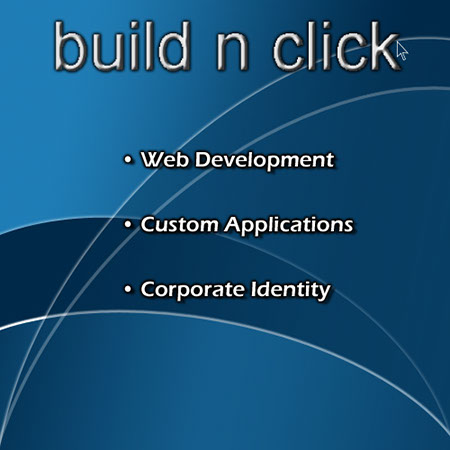 build n click
• Web Development
• Custom Applications
• Corporate Identity